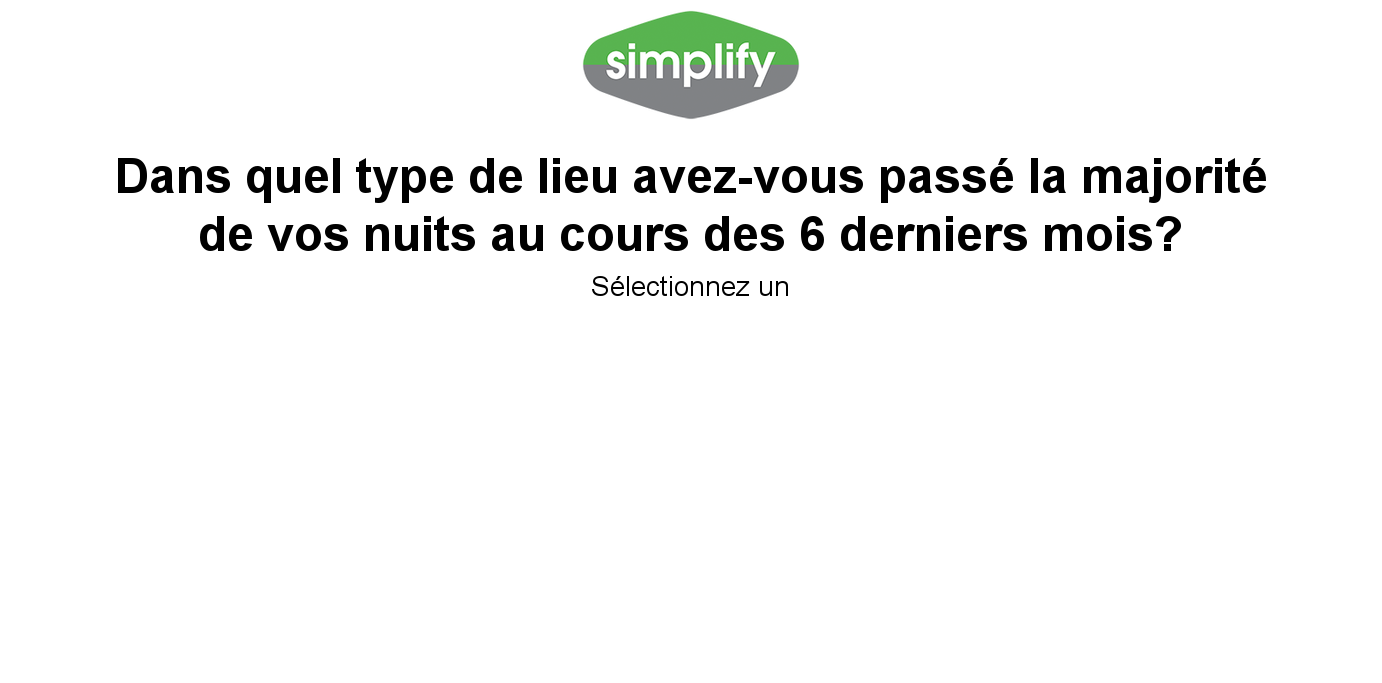 simplify
Dans quel type de lieu avez-vous passé la majorité
de vos nuits au cours des 6 derniers mois?
Sélectionnez un